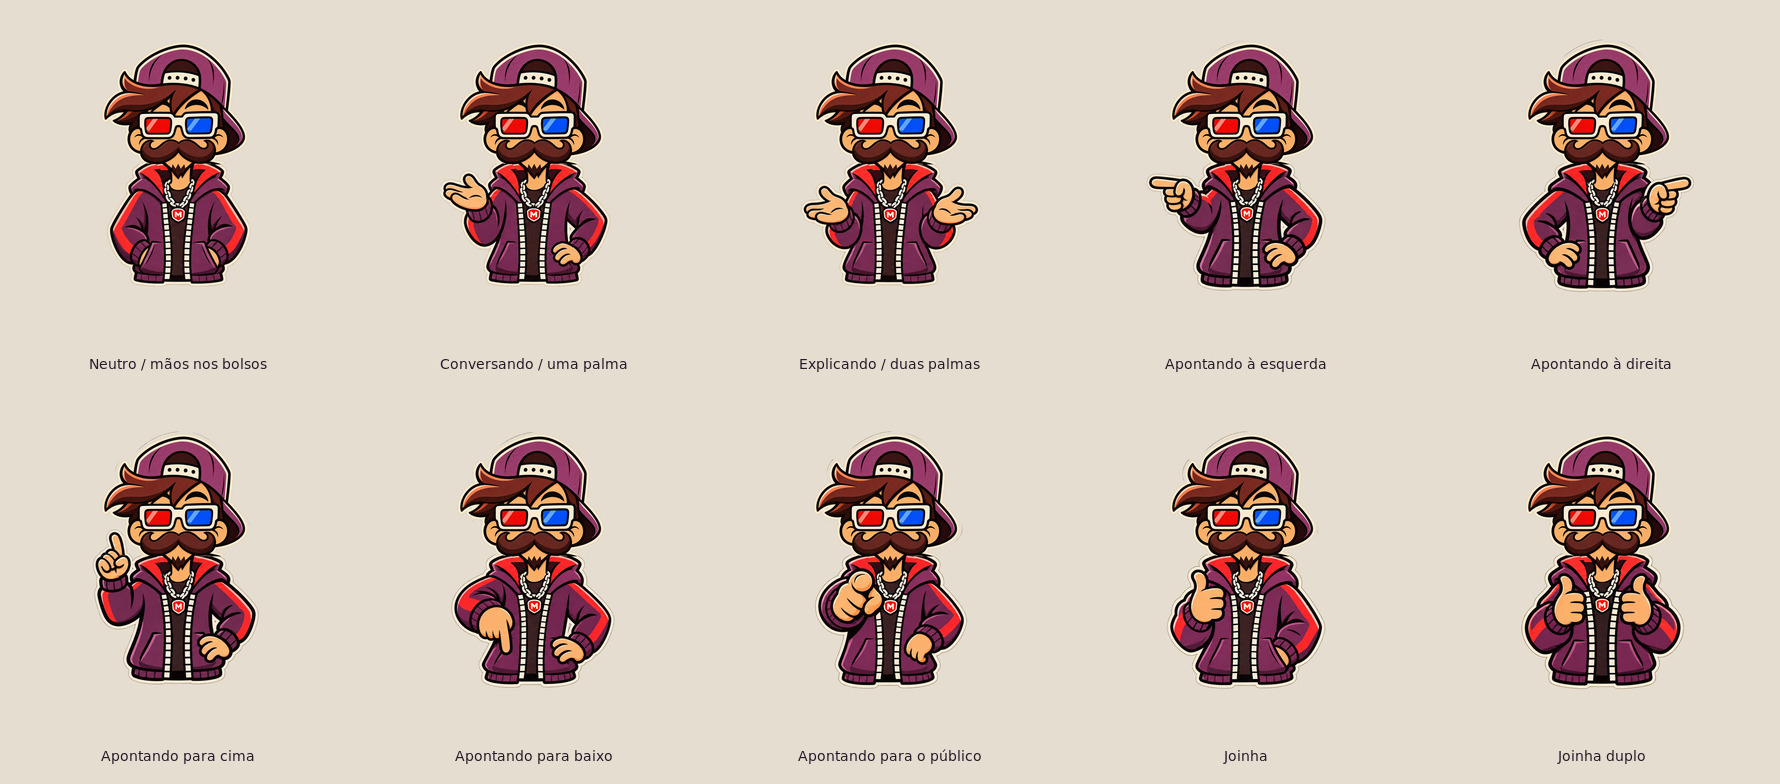 M
M
M
M
M
Neutro / mãos nos bolsos
Conversando / uma palma
Explicando / duas palmas
Apontando à esquerda
Apontando à direita
M
M
M
M
M
Apontando para cima
Apontando para baixo
Apontando para o público
Joinha
Joinha duplo